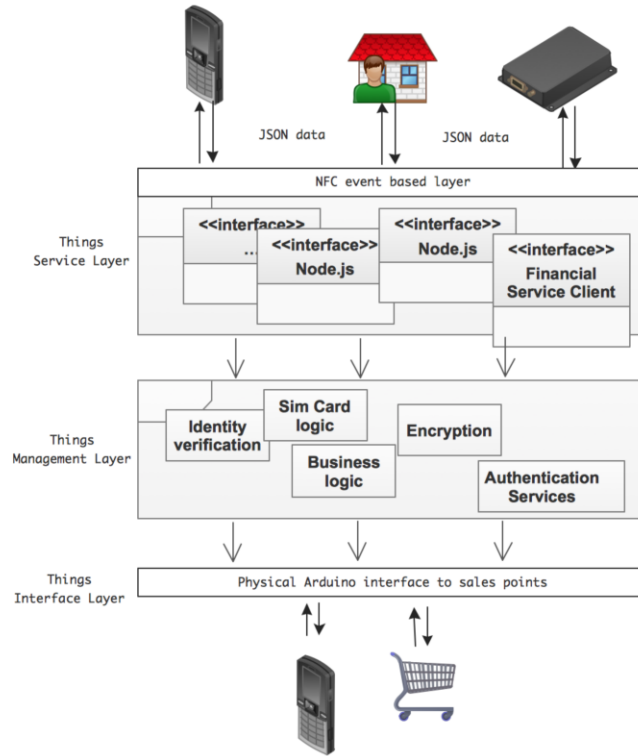 JSON data
JSON data
NFC event based layer
Things
Service Layer
<<interface>>
...
<<interface>>
Node.js
<<interface>>
Node.js
<<interface>>
Financial
Service Client
Things
Management Layer
Identity
verification
Sim Card
logic
Business
logic
Encryption
Authentication
Services
Things
Interface Layer
Physical Arduino interface to sales points